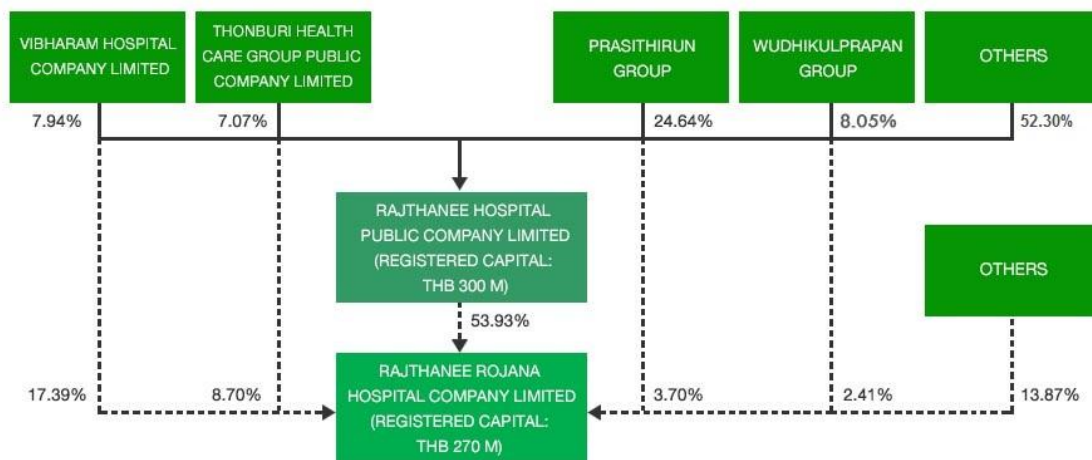 VIBHARAM HOSPITAL
COMPANY LIMITED
THONBURI HEALTH
CARE GROUP PUBLIC
COMPANY LIMITED
PRASITHIRUN
GROUP
WUDHIKULPRAPAN
GROUP
OTHERS
7.94%
7.07%
24.64%
8.05%
52.30%
RAJTHANEE HOSPITAL
PUBLIC COMPANY LIMITED
(REGISTERED CAPITAL:
THB 300 M)
OTHERS
53.93%
RAJTHANEE ROJANA
HOSPITAL COMPANY LIMITED
(REGISTERED CAPITAL:
THB 270 M)
17.39%
8.70%
3.70%
2.41%
13.87%